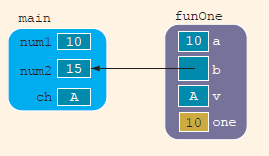 main
num1 10
num2 15
ch A
funOne
10 a
b
A v
10 one